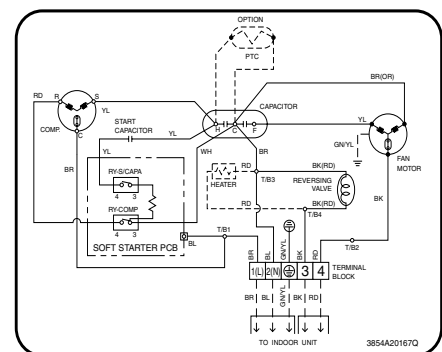 OPTION
PTC
BR(OR)
RD
R
S
YL
CAPACITOR
COMP.
C
START
CAPACITOR
YL
H
C
F
YL
YL
GN/YL
FAN
MOTOR
WH
BR
YL
RY-S/CAPA
4
3
RD
T/B3
BK(RD)
HEATER
REVERSING
VALVE
BR
RD
BK(RD)
BK
RY-COMP
4
3
T/B4
SOFT STARTER PCB
BL
T/B1
T/B2
BR
BL
GN/YL
BK
RD
1(L)
2(N)
3
4
TERMINAL
BLOCK
BR
BL
GN/YL
BK
RD
TO INDOOR UNIT
3854A20167Q